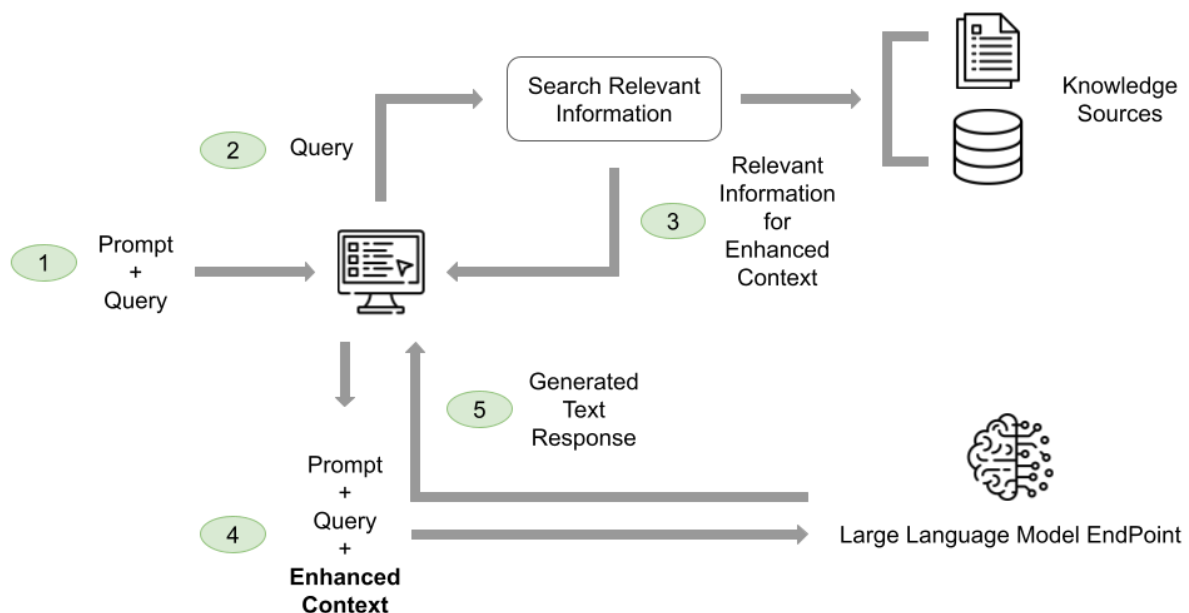 Search Relevant
Information
Knowledge
Sources
2
Query
3
Relevant
Information
for
Enhanced
Context
1
Prompt
+
Query
5
Generated
Text
Response
4
Prompt
+
Query
+
Enhanced
Context
Large Language Model EndPoint